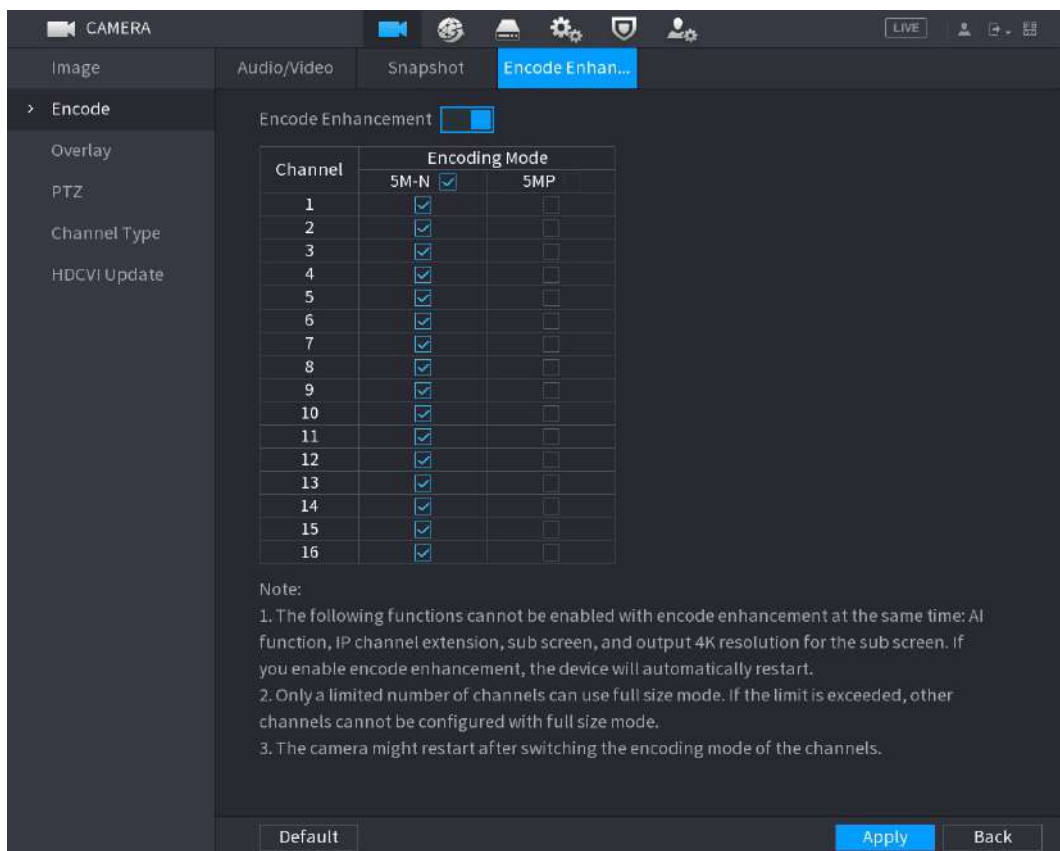 CAMERA
LIVE
Image
Audio/Video
Snapshot
Encode Enhan...
Encode
Overlay
PTZ
Channel Type
HDCVI Update
Encode Enhancement
Channel
Encoding Mode
5M-N
5MP
1
2
3
4
5
6
7
8
9
10
11
12
13
14
15
16
Note:
1. The following functions cannot be enabled with encode enhancement at the same time: AI
function, IP channel extension, sub screen, and output 4K resolution for the sub screen. If
you enable encode enhancement, the device will automatically restart.
2. Only a limited number of channels can use full size mode. If the limit is exceeded, other
channels cannot be configured with full size mode.
3. The camera might restart after switching the encoding mode of the channels.
Default
Apply
Back